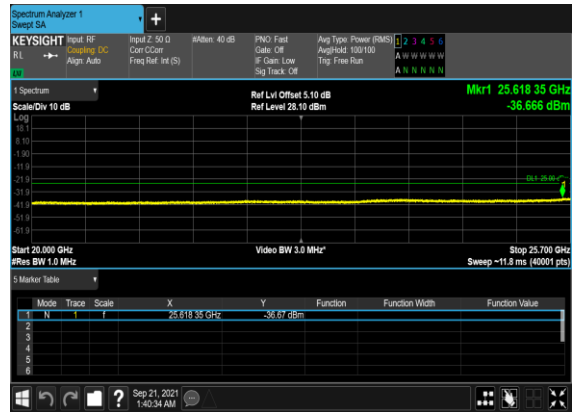 Spectrum Analyzer 1
Swept SA
+
KEYSIGHT Input: RF Input Z: 50 Ω #Atten: 40 dB PNO: Fast Avg Type: Power (RMS) 1 2 3 4 5 6
RL Coupling: DC Corr CCorr Gate: Off Avg|Hold: 100/100 A W W W W W
Align: Auto Freq Ref: Int (S) IF Gain: Low Trig: Free Run A N N N N N
Sig Track: Off
1 Spectrum Ref Lvl Offset 5.10 dB Mkr1 25.618 35 GHz
Scale/Div 10 dB Ref Level 28.10 dBm -36.666 dBm
Log
18.1
8.10
-1.90
-11.9
-21.9 DL1 -25.00
-31.9
-41.9
-51.9
-61.9
Start 20.000 GHz Video BW 3.0 MHz* Stop 25.700 GHz
#Res BW 1.0 MHz Sweep ~11.8 ms (40001 pts)
5 Marker Table
Mode Trace Scale X Y Function Function Width Function Value
1 N 1 f 25.618 35 GHz -36.67 dBm
2
3
4
5
6
? Sep 21, 2021
1:40:34 AM